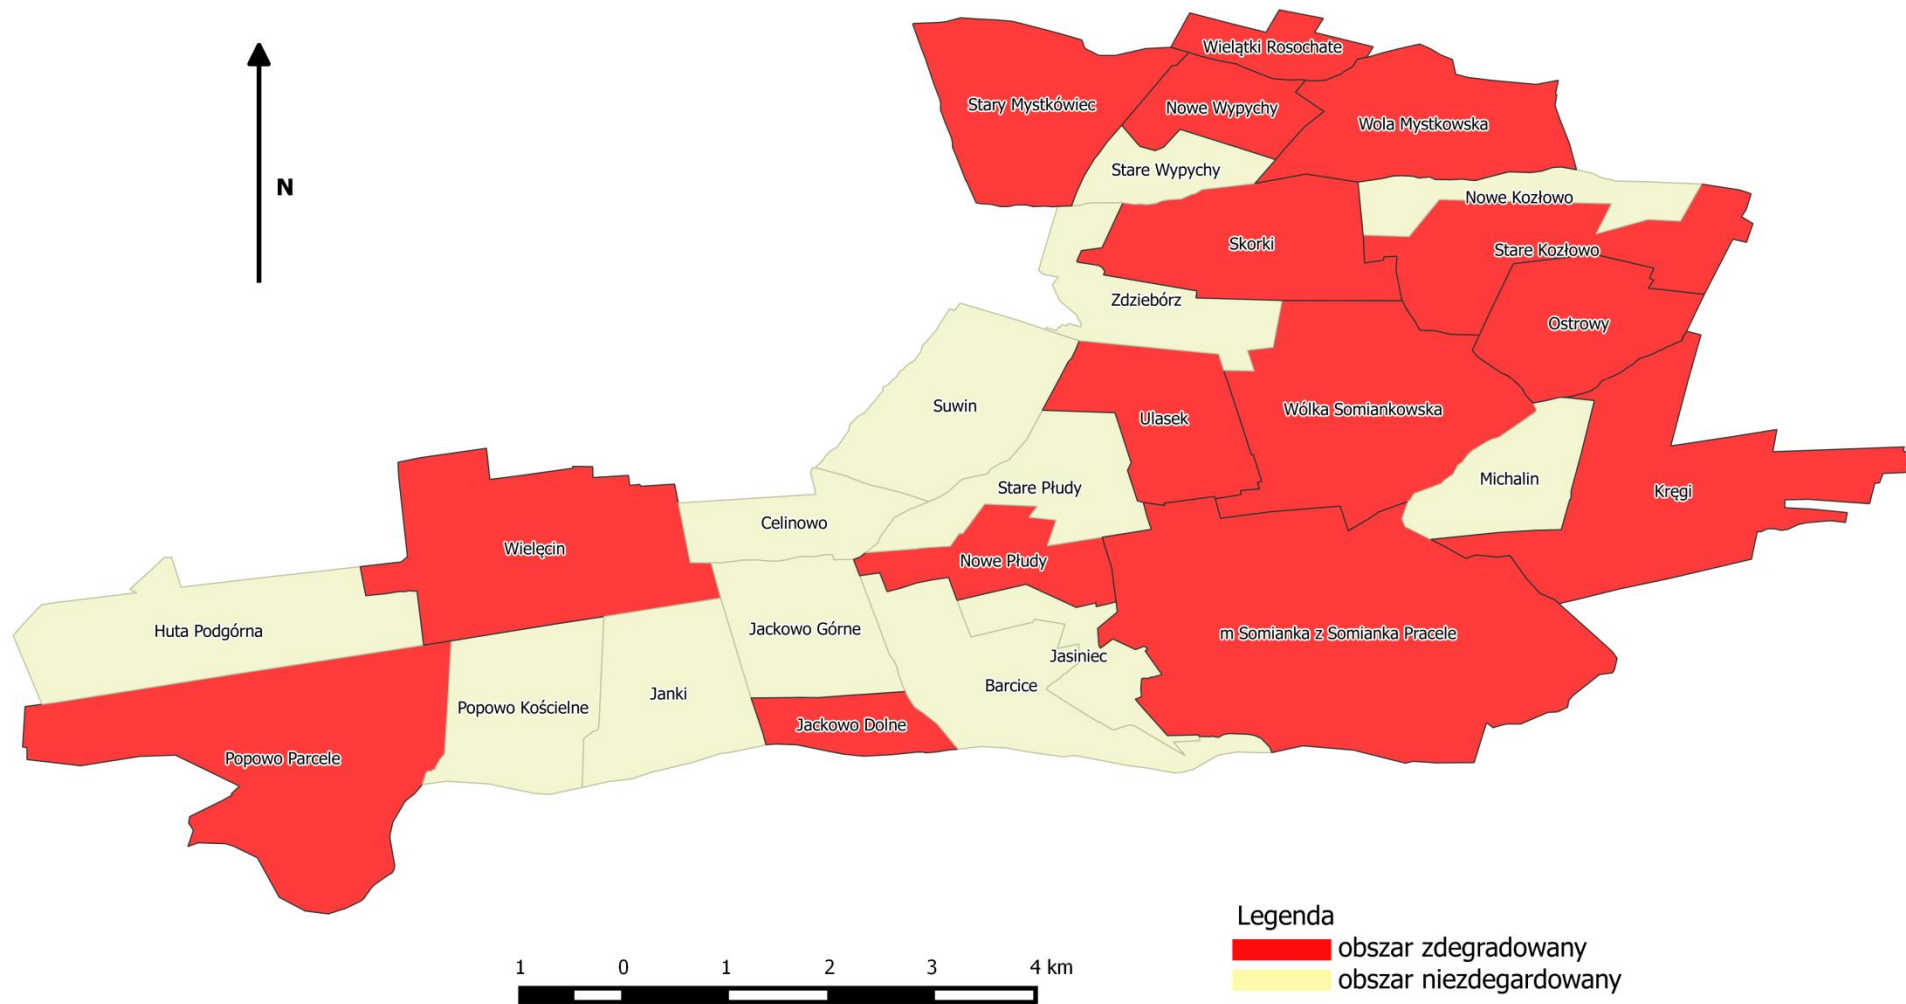 Wielątki Rosochate
Stary Mystkówiec
Nowe Wypychy
Wola Mystkowska
Stare Wypychy
N
Nowe Kozłowo
Skorki
Stare Kozłowo
Zdziebórz
Ostrowy
Suwin
Ulasek
Wólka Somiankowska
Michalin
Stare Płudy
Kręgi
Celinowo
Wielęcin
Nowe Płudy
Huta Podgórna
Jackowo Górne
m Somianka z Somianka Pracele
Jasiniec
Barcice
Janki
Popowo Kościelne
Jackowo Dolne
Popowo Parcele
Legenda
obszar zdegradowany
obszar niezdegardowany
1 0 1 2 3 4 km